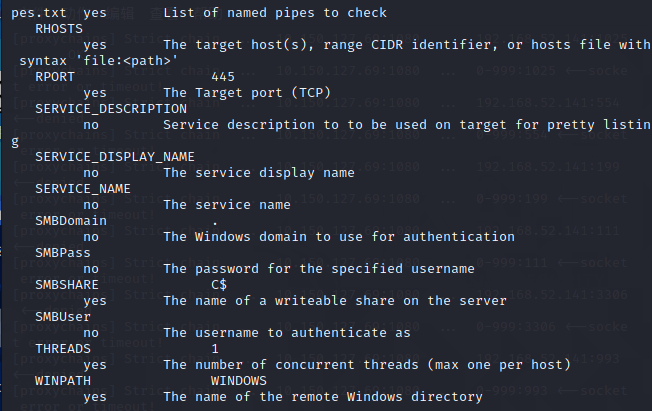 pes.txt  yes       List of named pipes to check
   RHOSTS
         yes       The target host(s), range CIDR identifier, or hosts file with
 syntax 'file:<path>'
   RPORT                 445
         yes       The Target port (TCP)
   SERVICE_DESCRIPTION
         no        Service description to to be used on target for pretty listin
g
   SERVICE_DISPLAY_NAME
         no        The service display name
   SERVICE_NAME
         no        The service name
   SMBDomain             .
         no        The Windows domain to use for authentication
   SMBPass
         no        The password for the specified username
   SMBSHARE              C$
         yes       The name of a writeable share on the server
   SMBUser
         no        The username to authenticate as
   THREADS               1
         yes       The number of concurrent threads (max one per host)
   WINPATH               WINDOWS
         yes       The name of the remote Windows directory